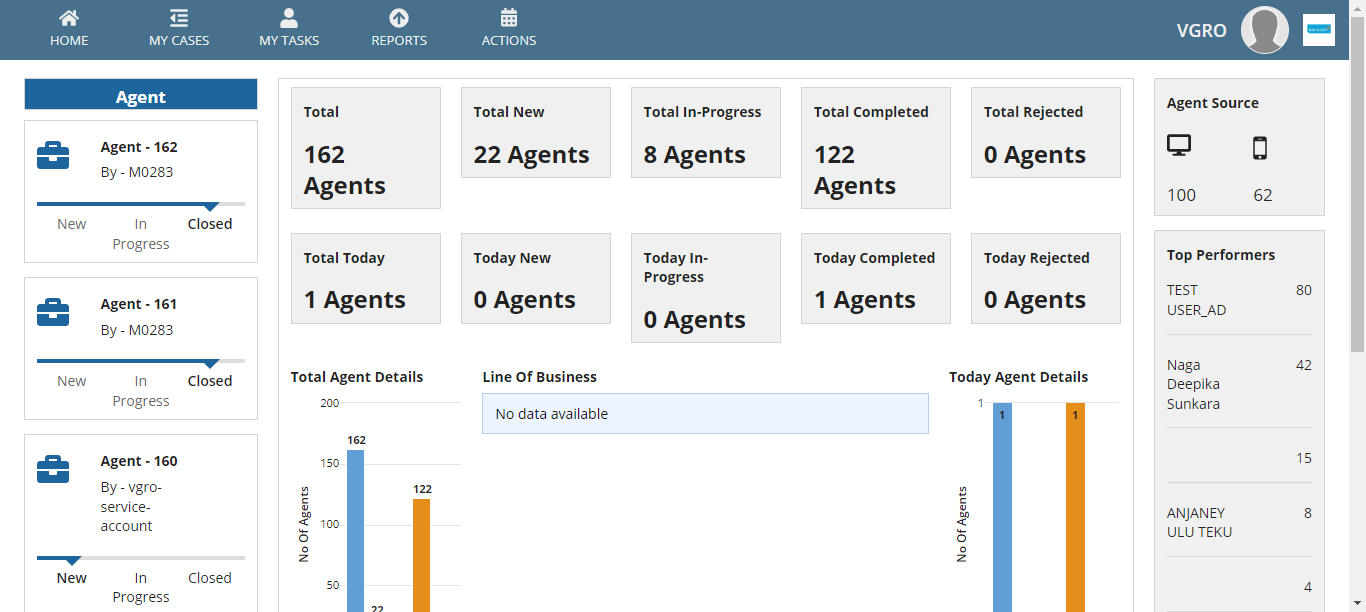 HOME
MY CASES
MY TASKS
REPORTS
ACTIONS
VGRO
Agent
Agent - 162
By - M0283
New
In
Progress
Closed
Agent - 161
By - M0283
New
In
Progress
Closed
Agent - 160
By - vgro-
service-
account
New
In
Progress
Closed
Total
162
Agents
Total New
22 Agents
Total In-Progress
8 Agents
Total Completed
122
Agents
Total Rejected
0 Agents
Total Today
1 Agents
Today New
0 Agents
Today In-
Progress
0 Agents
Today Completed
1 Agents
Today Rejected
0 Agents
Total Agent Details
200
150
100
50
No Of Agents
162
22
122
Line Of Business
No data available
Today Agent Details
1
No Of Agents
1
1
Agent Source
100
62
Top Performers
TEST
USER_AD
80
Naga
Deepika
Sunkara
42
15
ANJANEY
ULU TEKU
8
4